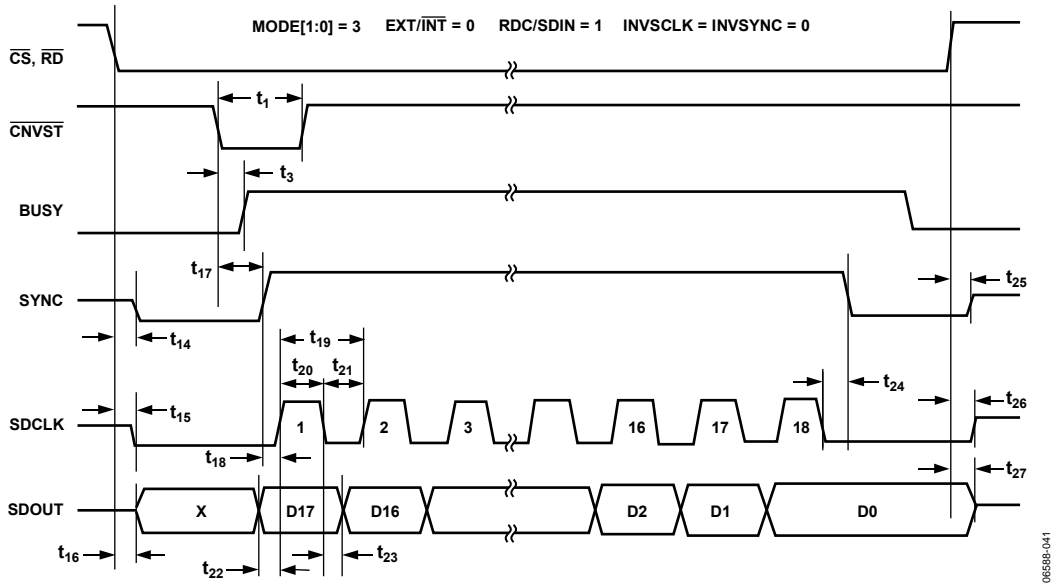 MODE[1:0] = 3 EXT/INT = 0 RDC/SDIN = 1 INVSCLK = INVSYNC = 0
CS, RD
t1
CNVST
t3
BUSY
t17
SYNC
t25
t14
t19
t20 t21
t24
t15
t26
SDCLK
1 2 3 16 17 18
t18
t27
SDOUT
X D17 D16 D2 D1 D0
t16
t22
t23
06588-041